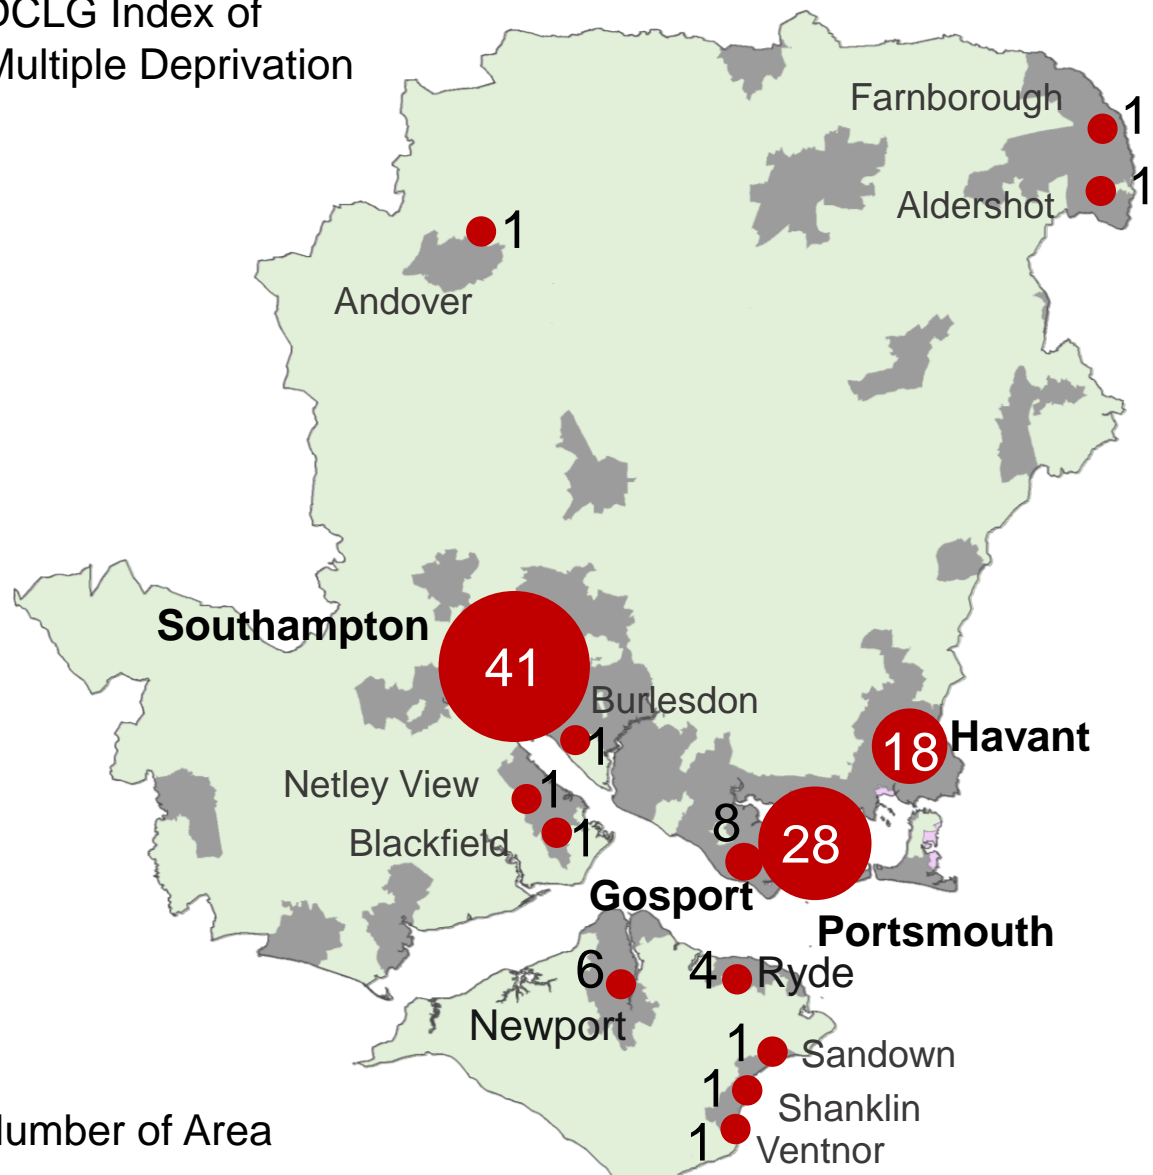 DCLG Index of
Multiple Deprivation
Farnborough
1
1
Aldershot
1
Andover
Southampton
41
Burlesdon
1
18
Havant
Netley View
1
Blackfield
1
8
28
Gosport
Portsmouth
6
4
Ryde
Newport
1
Sandown
1
Shanklin
1
Ventnor
Number of Area